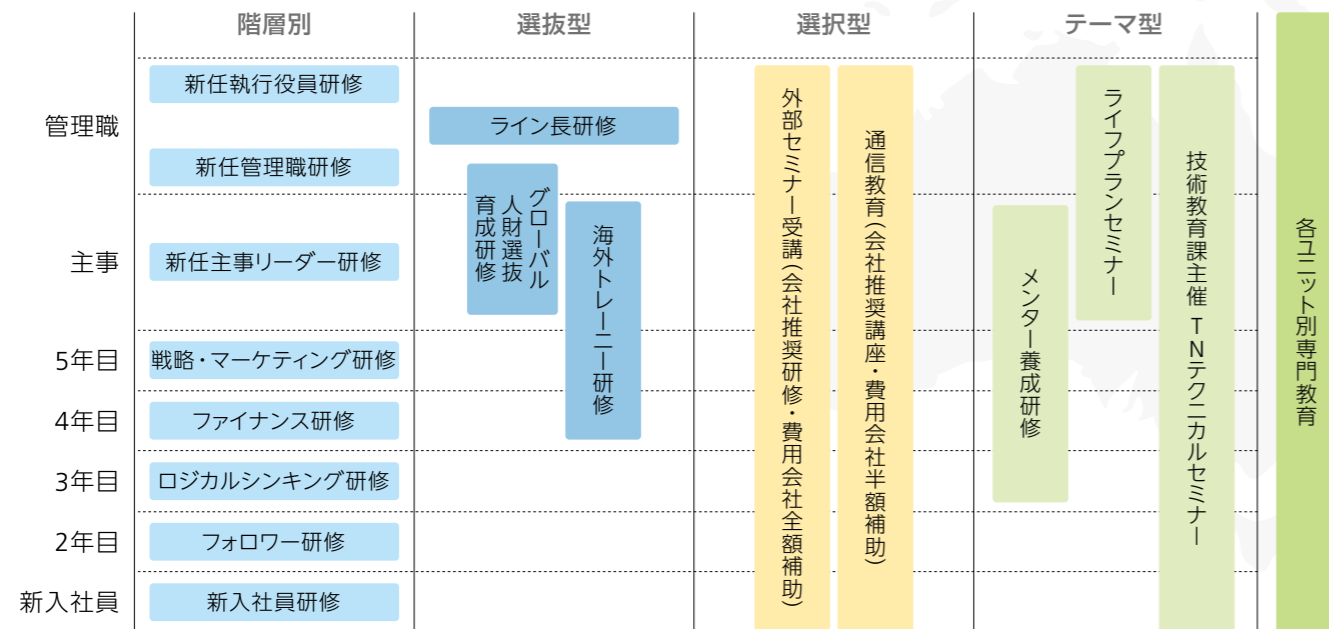 階層別
選抜型
選択型
テーマ型
管理職
主事
5年目
4年目
3年目
2年目
新入社員
新任執行役員研修
新任管理職研修
新任主事リーダー研修
戦略・マーケティング研修
ファイナンス研修
ロジカルシンキング研修
フォロワー研修
新入社員研修
ライン長研修
グローバル
人財選抜
育成研修
海外トレーニー研修
外部セミナー受講(会社推奨研修・費用会社全額補助)
通信教育(会社推奨講座・費用会社半額補助)
メンター養成研修
ライフプランセミナー
技術教育課主催 TNテクニカルセミナー
各ユニット別専門教育